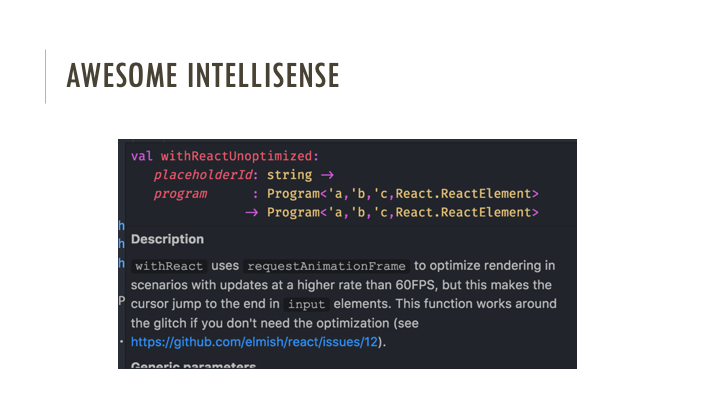 AWESOME INTELLISENSE
val withReactUnoptimized:
placeholderId: string →
program : Program<'a,'b,'c,React.ReactElement>
→ Program<'a,'b,'c,React.ReactElement>
h
Description
h
h withReact uses requestAnimationFrame to optimize rendering in
scenarios with updates at a higher rate than 60FPS, but this makes the
P cursor jump to the end in input elements. This function works around
the glitch if you don't need the optimization (see
https://github.com/elmish/react/issues/12).
Generic parameters